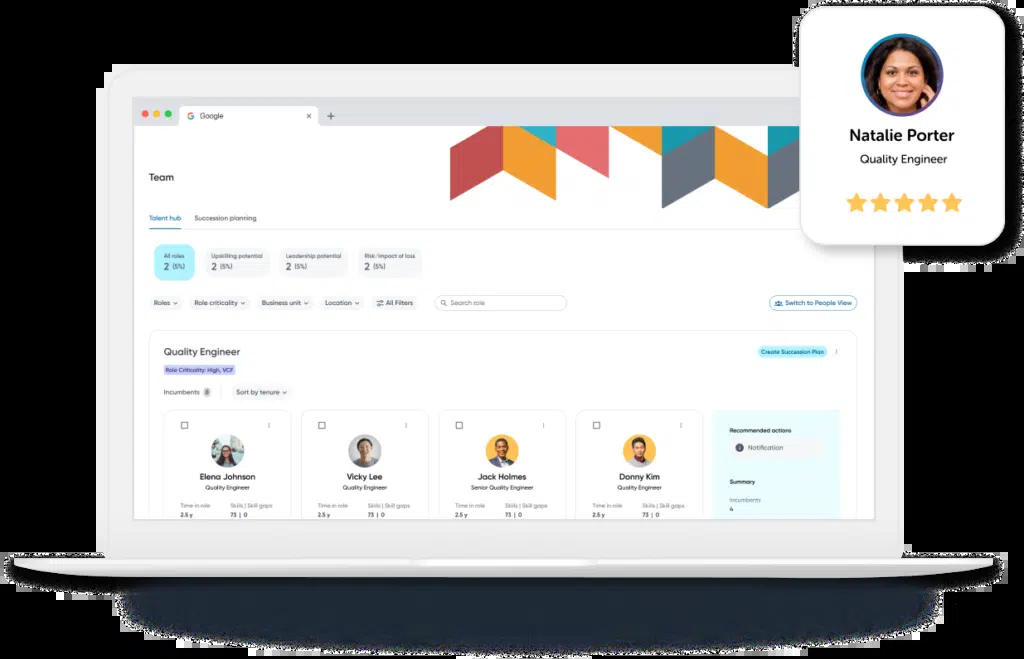 Google
Team
Talent hub Succession planning
All roles Upskilling potential Leadership potential Risk/Impact of loss
2 (5%) 2 (5%) 2 (5%) 2 (5%)
Roles Role criticality Business unit Location All Filters Search role Switch to People View
Quality Engineer Create Succession Plan
Role Criticality: High, VCF
Incumbents 8 Sort by tenure
Elena Johnson
Quality Engineer
Time in role Skills | Skill gaps
2.5 y 73 | 0
Vicky Lee
Quality Engineer
Time in role Skills | Skill gaps
2.5 y 73 | 0
Jack Holmes
Senior Quality Engineer
Time in role Skills | Skill gaps
2.5 y 73 | 0
Donny Kim
Quality Engineer
Time in role Skills | Skill gaps
2.5 y 73 | 0
Recommended actions
Notification
Summary
Incumbents
4
Natalie Porter
Quality Engineer